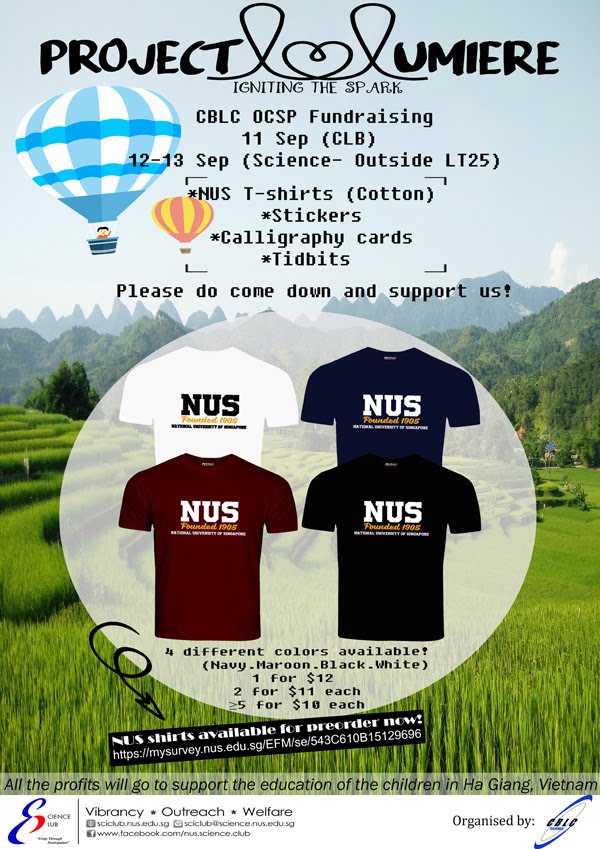 PROJECT LUMIERE
IGNITING THE SPARK
CBLC OCSP Fundraising
11 Sep (CLB)
12-13 Sep (Science- Outside LT25)
*NUS T-shirts (Cotton)
*Stickers
*Calligraphy cards
*Tidbits
Please do come down and support us!
NUS
Founded 1905
NATIONAL UNIVERSITY OF SINGAPORE
NUS
Founded 1905
NATIONAL UNIVERSITY OF SINGAPORE
NUS
Founded 1905
NATIONAL UNIVERSITY OF SINGAPORE
NUS
Founded 1905
NATIONAL UNIVERSITY OF SINGAPORE
4 different colors available!
(Navy.Maroon.Black.White)
1 for $12
2 for $11 each
≥5 for $10 each
NUS shirts available for preorder now!
https://mysurvey.nus.edu.sg/EFM/se/543C610B15129696
All the profits will go to support the education of the children in Ha Giang, Vietnam
SCIENCE
CLUB
"Unity Through
Participation"
Vibrancy ★ Outreach ★ Welfare
sciclub.nus.edu.sg sciclub@science.nus.edu.sg
www.facebook.com/nus.science.club
Organised by:
CBLC
SCIENCE